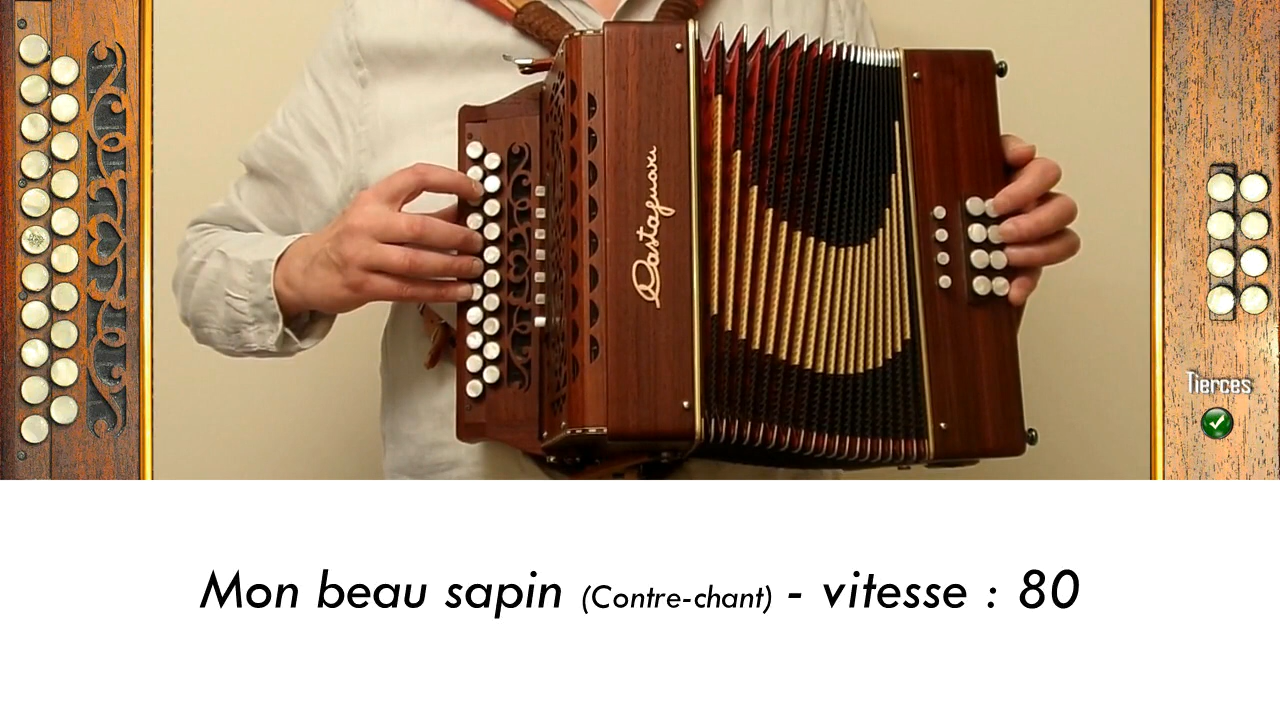 Castagnari
Tierces
Mon beau sapin (Contre-chant) - vitesse : 80